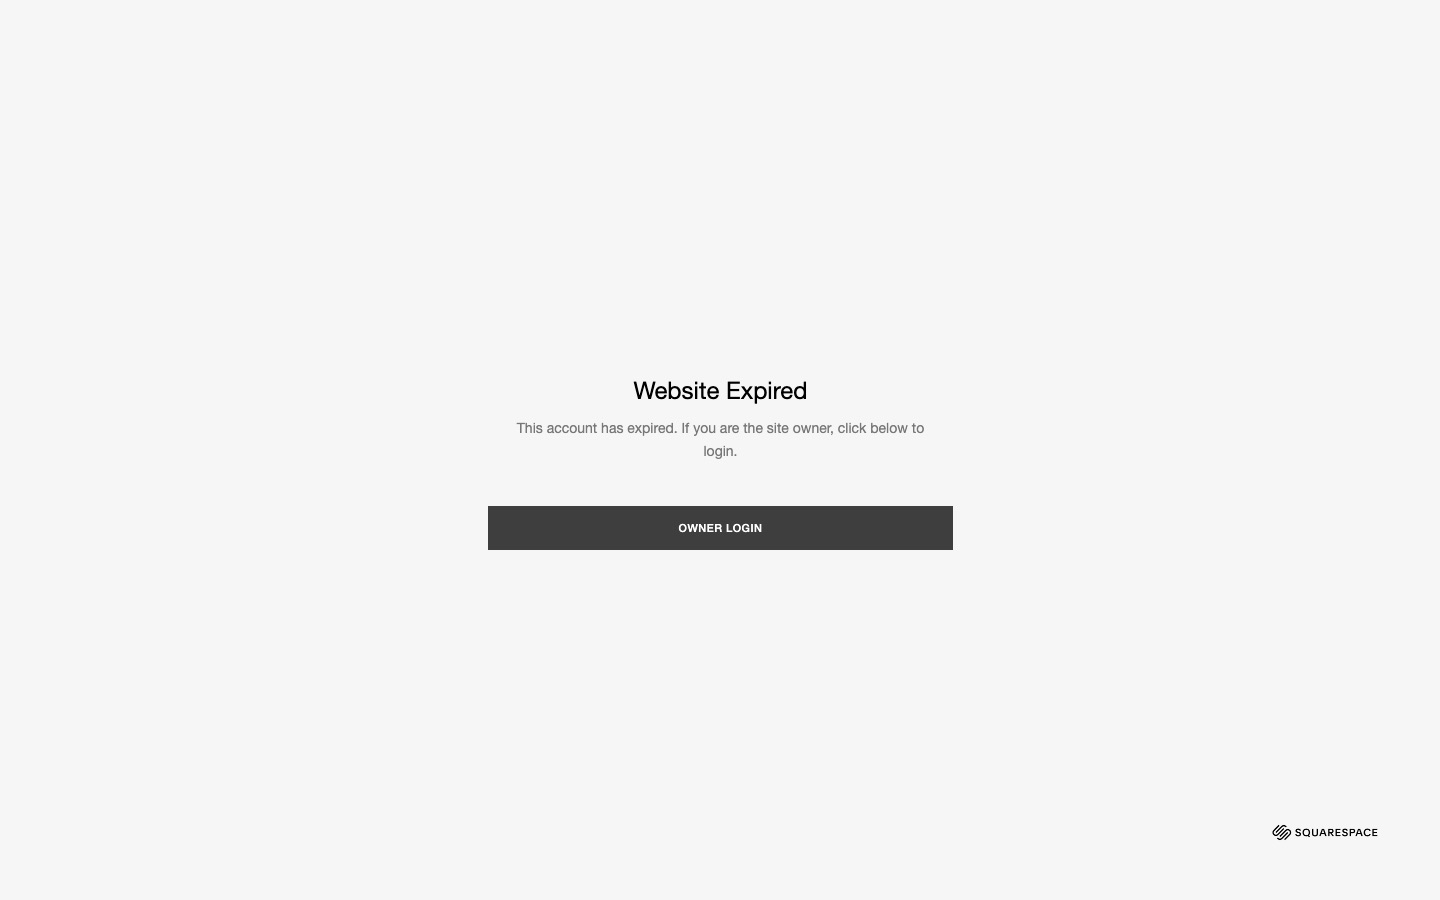 Website Expired
This account has expired. If you are the site owner, click below to
login.
OWNER LOGIN
SQUARESPACE